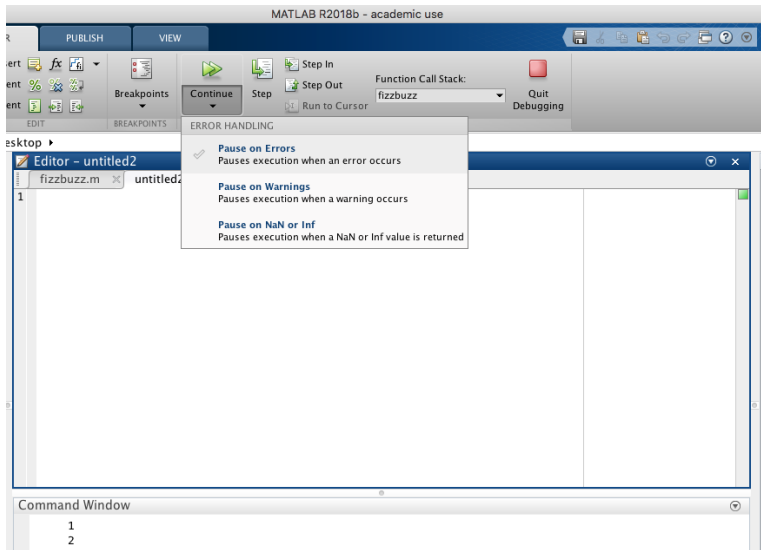 MATLAB R2018b - academic use
R PUBLISH VIEW
ert fx fi
ent %
ent
EDIT
Breakpoints
BREAKPOINTS
Continue
Step
Step In
Step Out
Run to Cursor
Function Call Stack:
fizzbuzz
Quit
Debugging
ERROR HANDLING
Pause on Errors
Pauses execution when an error occurs
Pause on Warnings
Pauses execution when a warning occurs
Pause on NaN or Inf
Pauses execution when a NaN or Inf value is returned
esktop
Editor – untitled2
fizzbuzz.m untitled2
1
Command Window
1
2